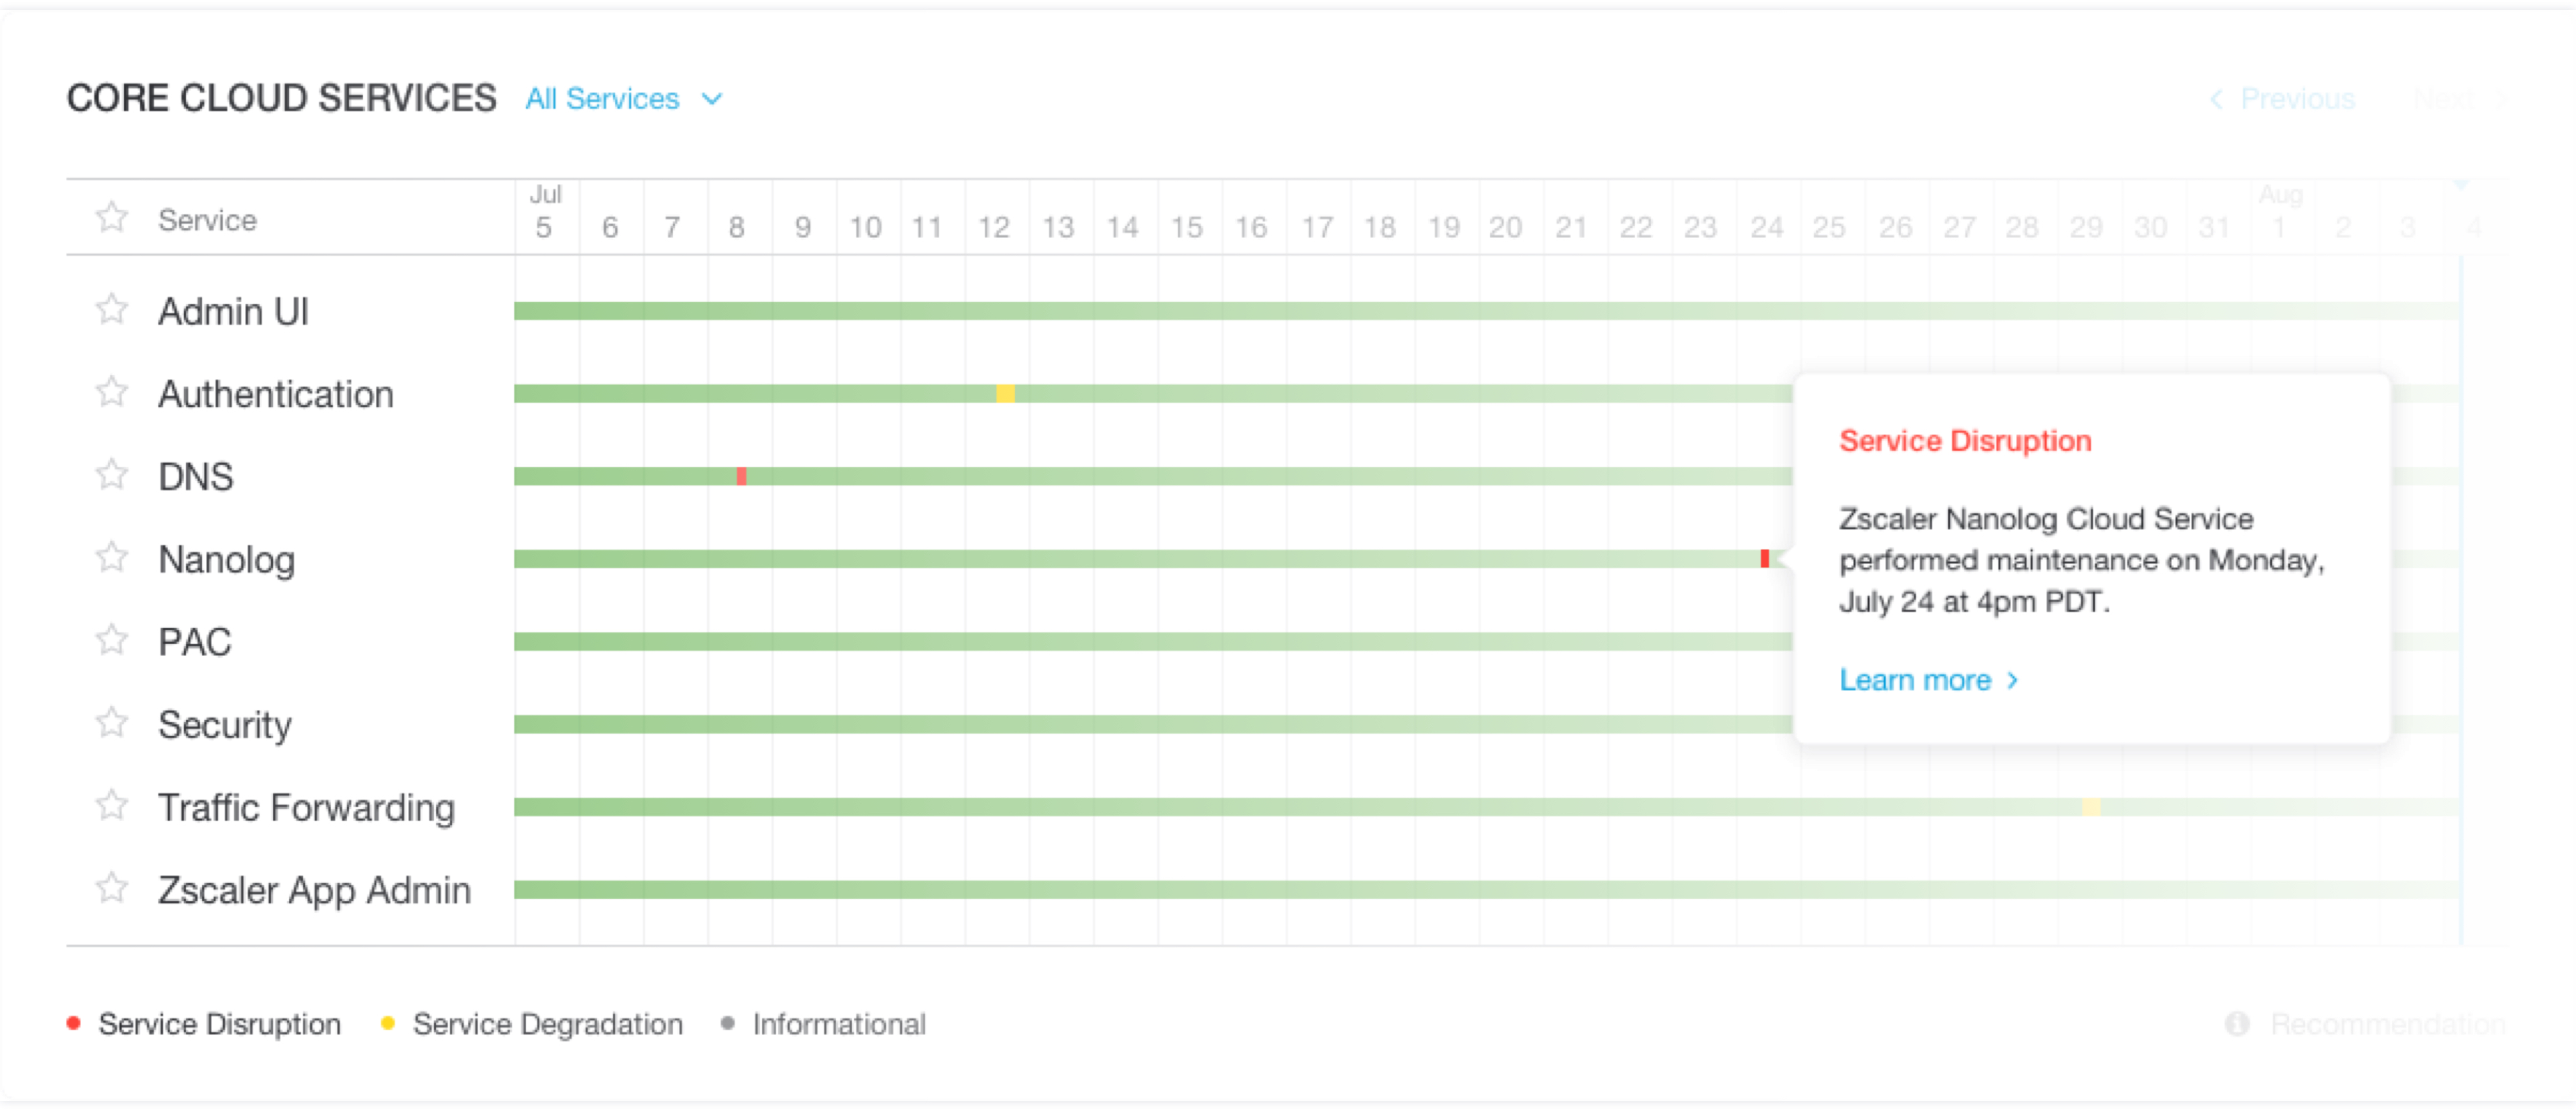 CORE CLOUD SERVICES All Services Previous Next
Jul Aug
Service 5 6 7 8 9 10 11 12 13 14 15 16 17 18 19 20 21 22 23 24 25 26 27 28 29 30 31 1 2 3 4
Admin UI
Authentication
DNS
Nanolog
PAC
Security
Traffic Forwarding
Zscaler App Admin
Service Disruption
Zscaler Nanolog Cloud Service
performed maintenance on Monday,
July 24 at 4pm PDT.
Learn more
Service Disruption Service Degradation Informational Recommendation